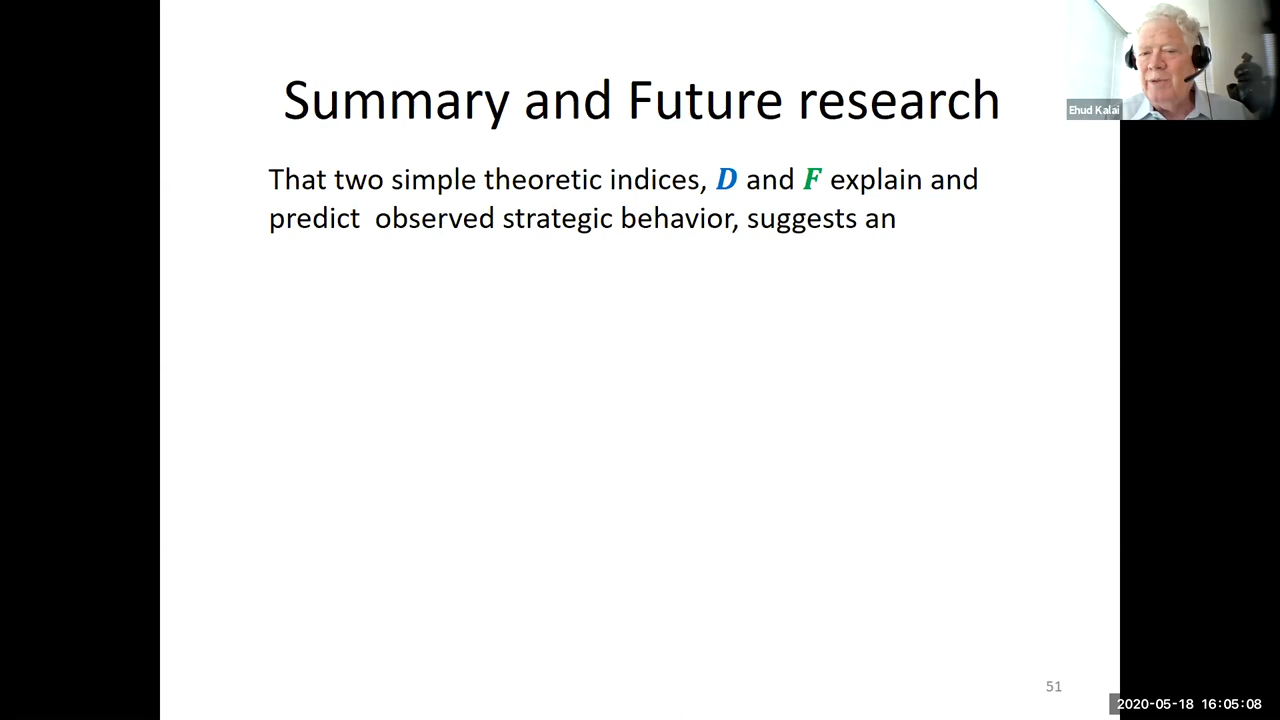 Summary and Future research
That two simple theoretic indices, D and F explain and
predict  observed strategic behavior, suggests an
Ehud Kalai
51
2020-05-18 16:05:08